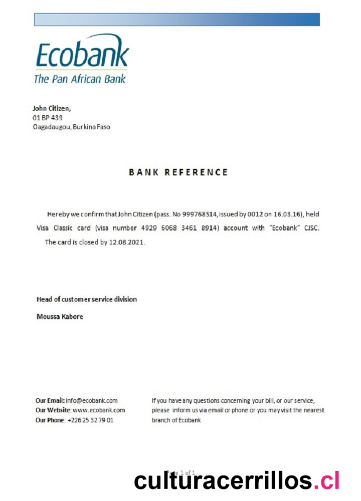 Ecobank
The Pan African Bank
John Citizen,
01 BP 439
Oagadaugou, Burkina Faso
BANK REFERENCE
Hereby we confirm that John Citizen (pass. No 999768514, issued by 0012 on 16.03.16), held
Visa Classic card (visa number 4929 6068 3461 8914) account with "Ecobank" CJSC.
The card is closed by 12.08.2021.
Head of customer service division
Moussa Kabore
Our Email: info@ecobank.com
Our Website: www.ecobank.com
Our Phone: +226 25 32 79 01
If you have any questions concerning your bill, or our service,
please inform us via email or phone or you may visit the nearest
branch of Ecobank
culturacerrillos.cl